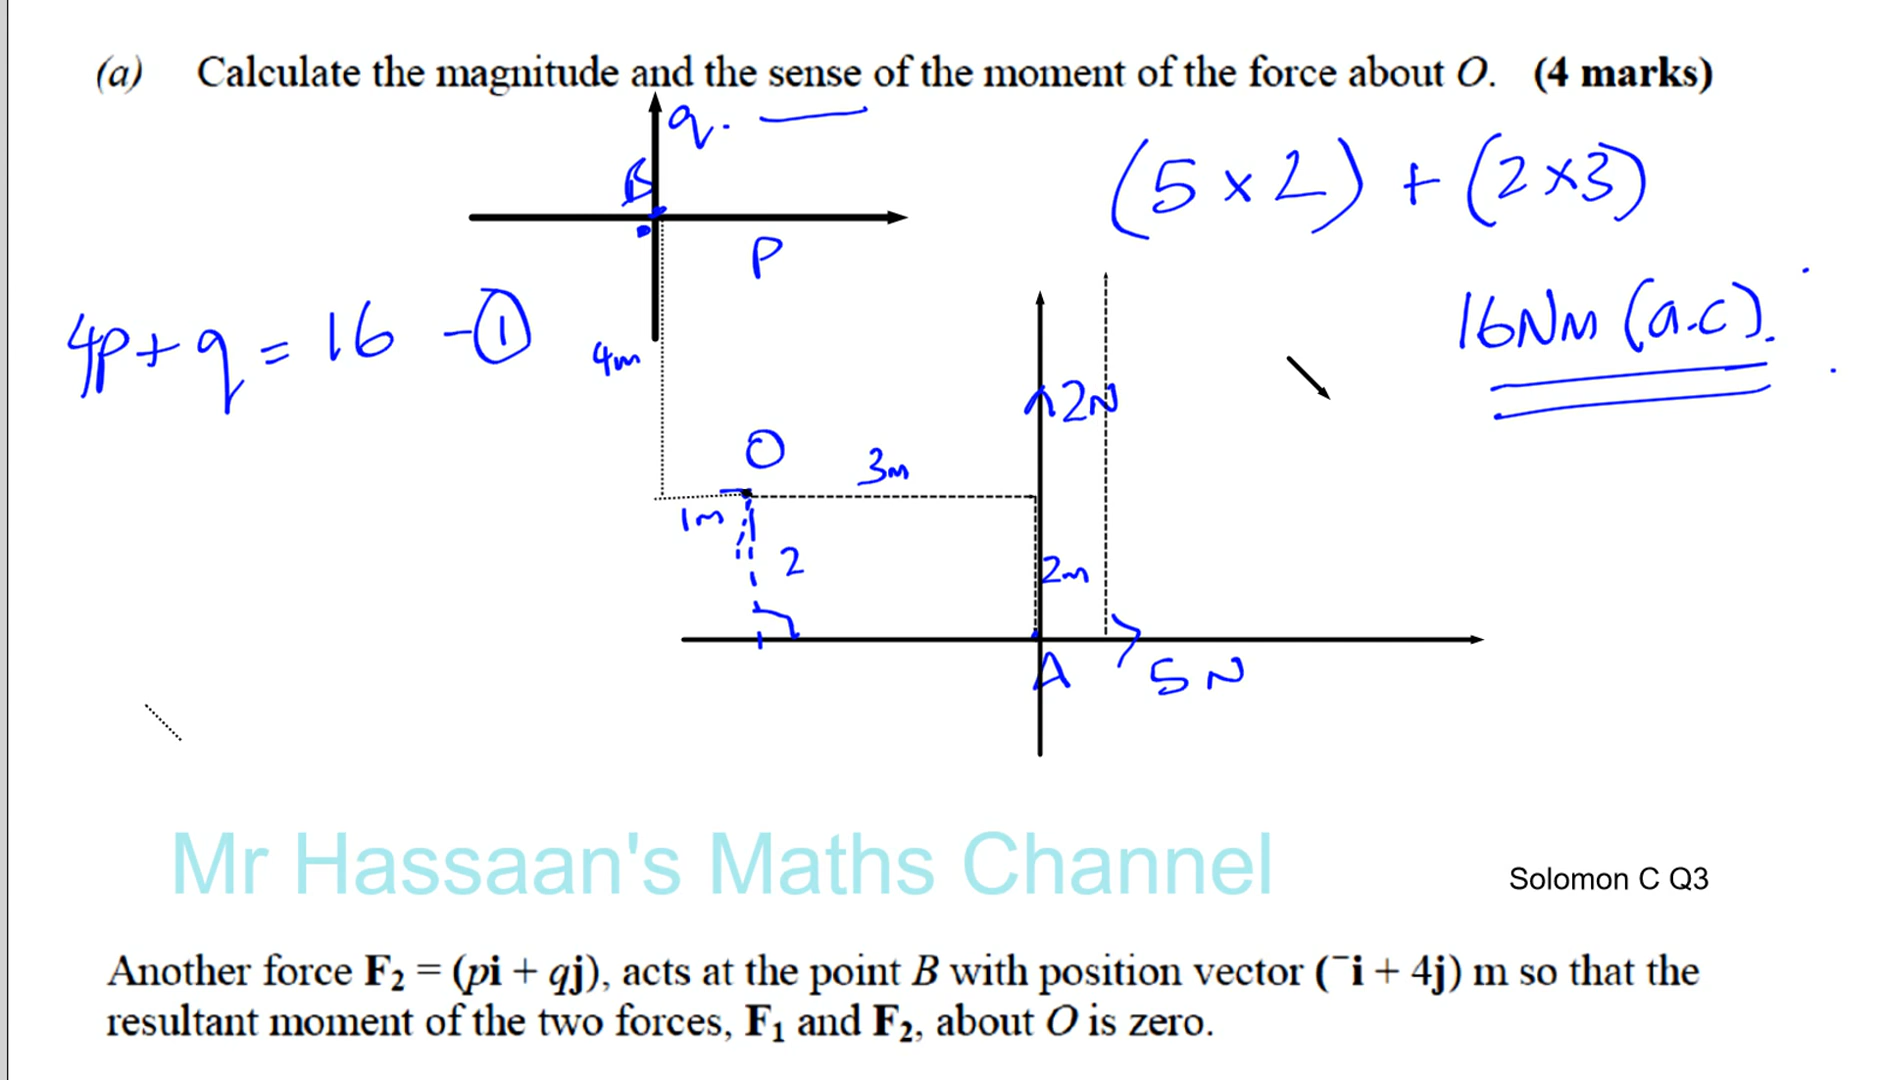 (a) Calculate the magnitude and the sense of the moment of the force about O. (4 marks)
q.
B
(5 × 2) + (2 × 3)
P
4p + q = 16 - ①
16Nm (a.c).
4m
2N
O
3m
1m
2
2m
A
5N
Mr Hassaan's Maths Channel
Solomon C Q3
Another force F₂ = (pi + qj), acts at the point B with position vector (⁻i + 4j) m so that the
resultant moment of the two forces, F₁ and F₂, about O is zero.